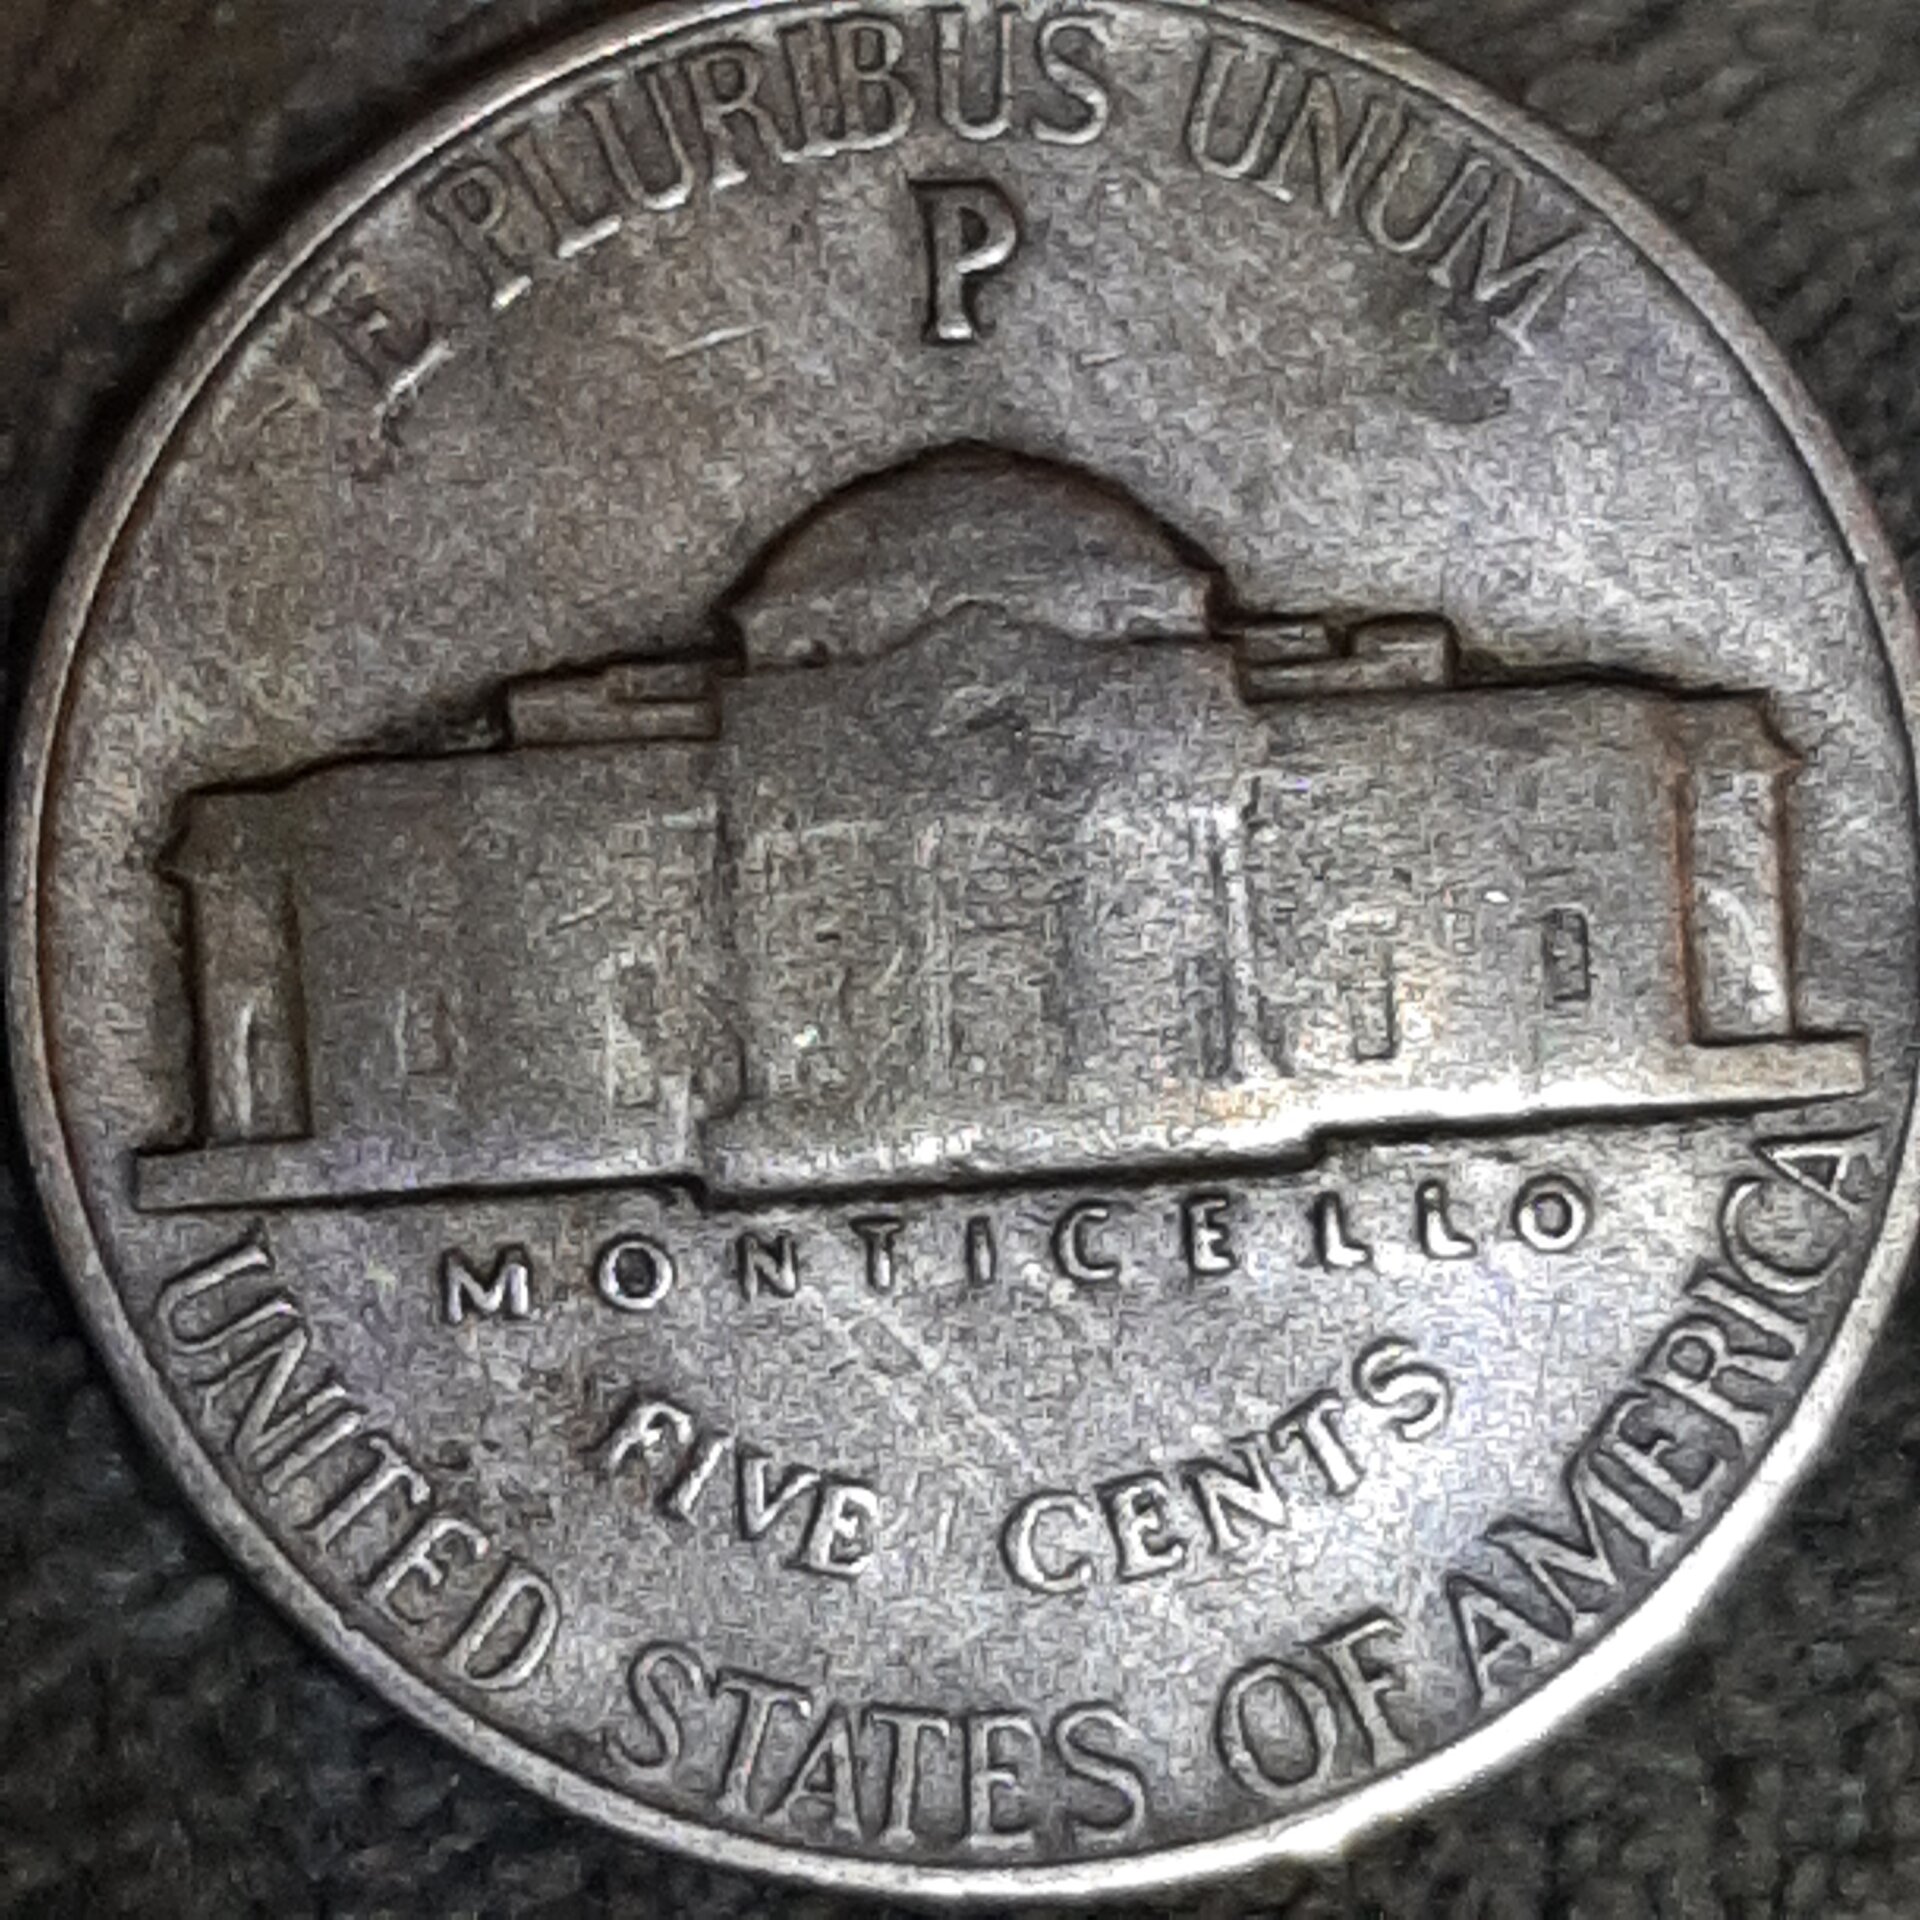 E PLURIBUS UNUM
P
MONTICELLO
FIVE CENTS
UNITED STATES OF AMERICA